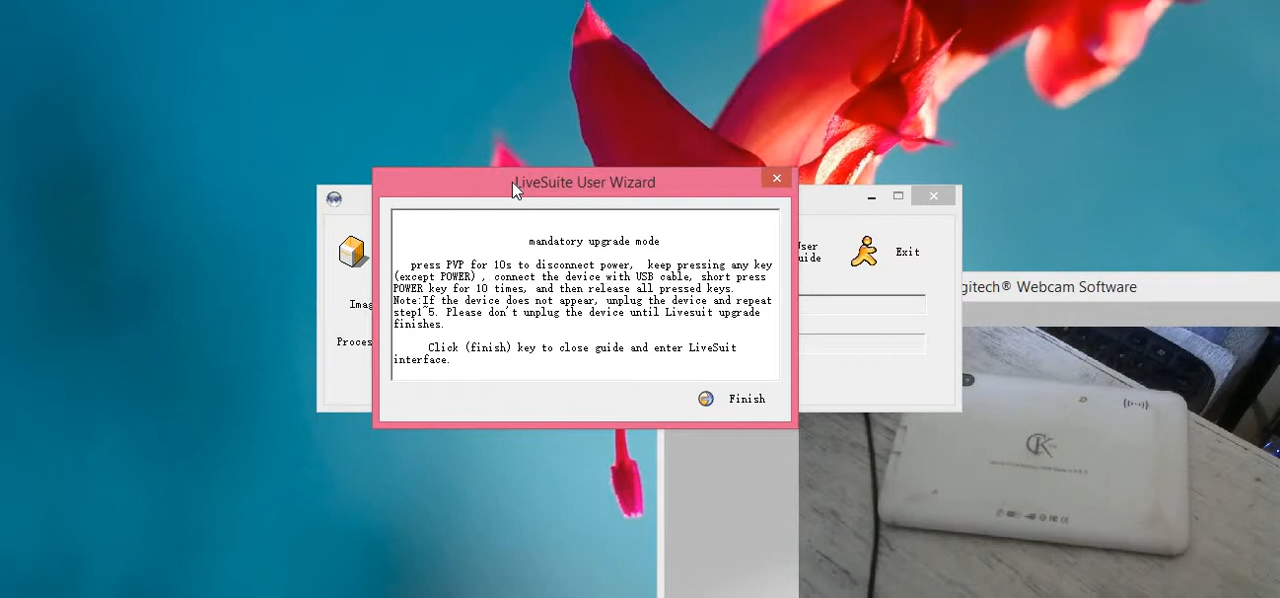 LiveSuite User Wizard
mandatory upgrade mode
press PVP for 10s to disconnect power, keep pressing any key
(except POWER) , connect the device with USB cable, short press
POWER key for 10 times, and then release all pressed keys.
Note:If the device does not appear, unplug the device and repeat
step1~5. Please don't unplug the device until Livesuit upgrade
finishes.
Click (finish) key to close guide and enter LiveSuit
interface.
Finish
Imag
Proces
ser
uide
Exit
gitech® Webcam Software
CK